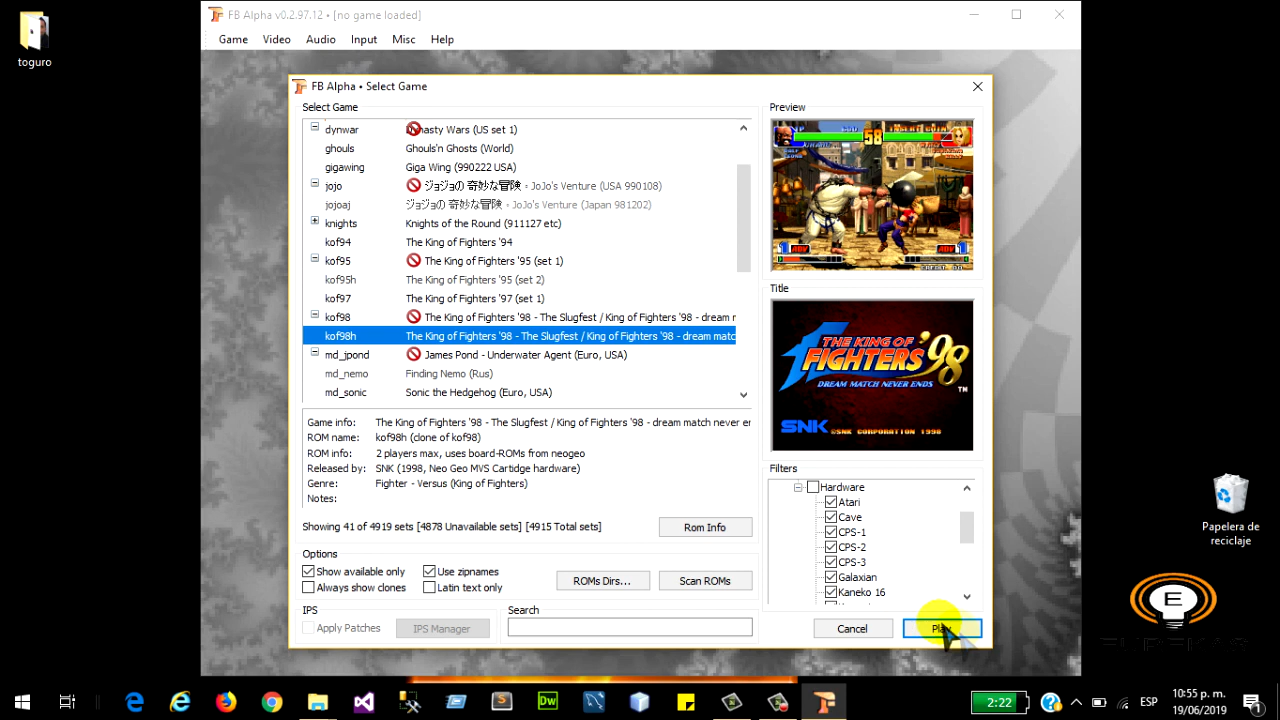 toguro
FB Alpha v0.2.97.12 • [no game loaded]
Game Video Audio Input Misc Help
FB Alpha • Select Game
Select Game
dynwar Dynasty Wars (US set 1)
ghouls Ghouls'n Ghosts (World)
gigawing Giga Wing (990222 USA)
jojo ジョジョの 奇妙な冒険 ◦ JoJo's Venture (USA 990108)
jojoaj ジョジョの 奇妙な冒険 ◦ JoJo's Venture (Japan 981202)
knights Knights of the Round (911127 etc)
kof94 The King of Fighters '94
kof95 The King of Fighters '95 (set 1)
kof95h The King of Fighters '95 (set 2)
kof97 The King of Fighters '97 (set 1)
kof98 The King of Fighters '98 - The Slugfest / King of Fighters '98 - dream m
kof98h The King of Fighters '98 - The Slugfest / King of Fighters '98 - dream matc
md_jpond James Pond - Underwater Agent (Euro, USA)
md_nemo Finding Nemo (Rus)
md_sonic Sonic the Hedgehog (Euro, USA)
Game info: The King of Fighters '98 - The Slugfest / King of Fighters '98 - dream match never e
ROM name: kof98h (clone of kof98)
ROM info: 2 players max, uses board-ROMs from neogeo
Released by: SNK (1998, Neo Geo MVS Cartidge hardware)
Genre: Fighter - Versus (King of Fighters)
Notes:
Showing 41 of 4919 sets [4878 Unavailable sets] [4915 Total sets]
Rom Info
Options
Show available only
Use zipnames
Always show clones
Latin text only
ROMs Dirs...
Scan ROMs
IPS
Apply Patches
IPS Manager
Search
Preview
58
INSERT COIN
ADV
ADV
Title
THE KING OF
FIGHTERS '98
DREAM MATCH NEVER ENDS
TM
SNK ©SNK CORPORATION 1998
Filters
Hardware
Atari
Cave
CPS-1
CPS-2
CPS-3
Galaxian
Kaneko 16
Cancel
Play
Papelera de
reciclaje
E
EUREKAS
2:22
ESP
10:55 p. m.
19/06/2019
S
Dw
1